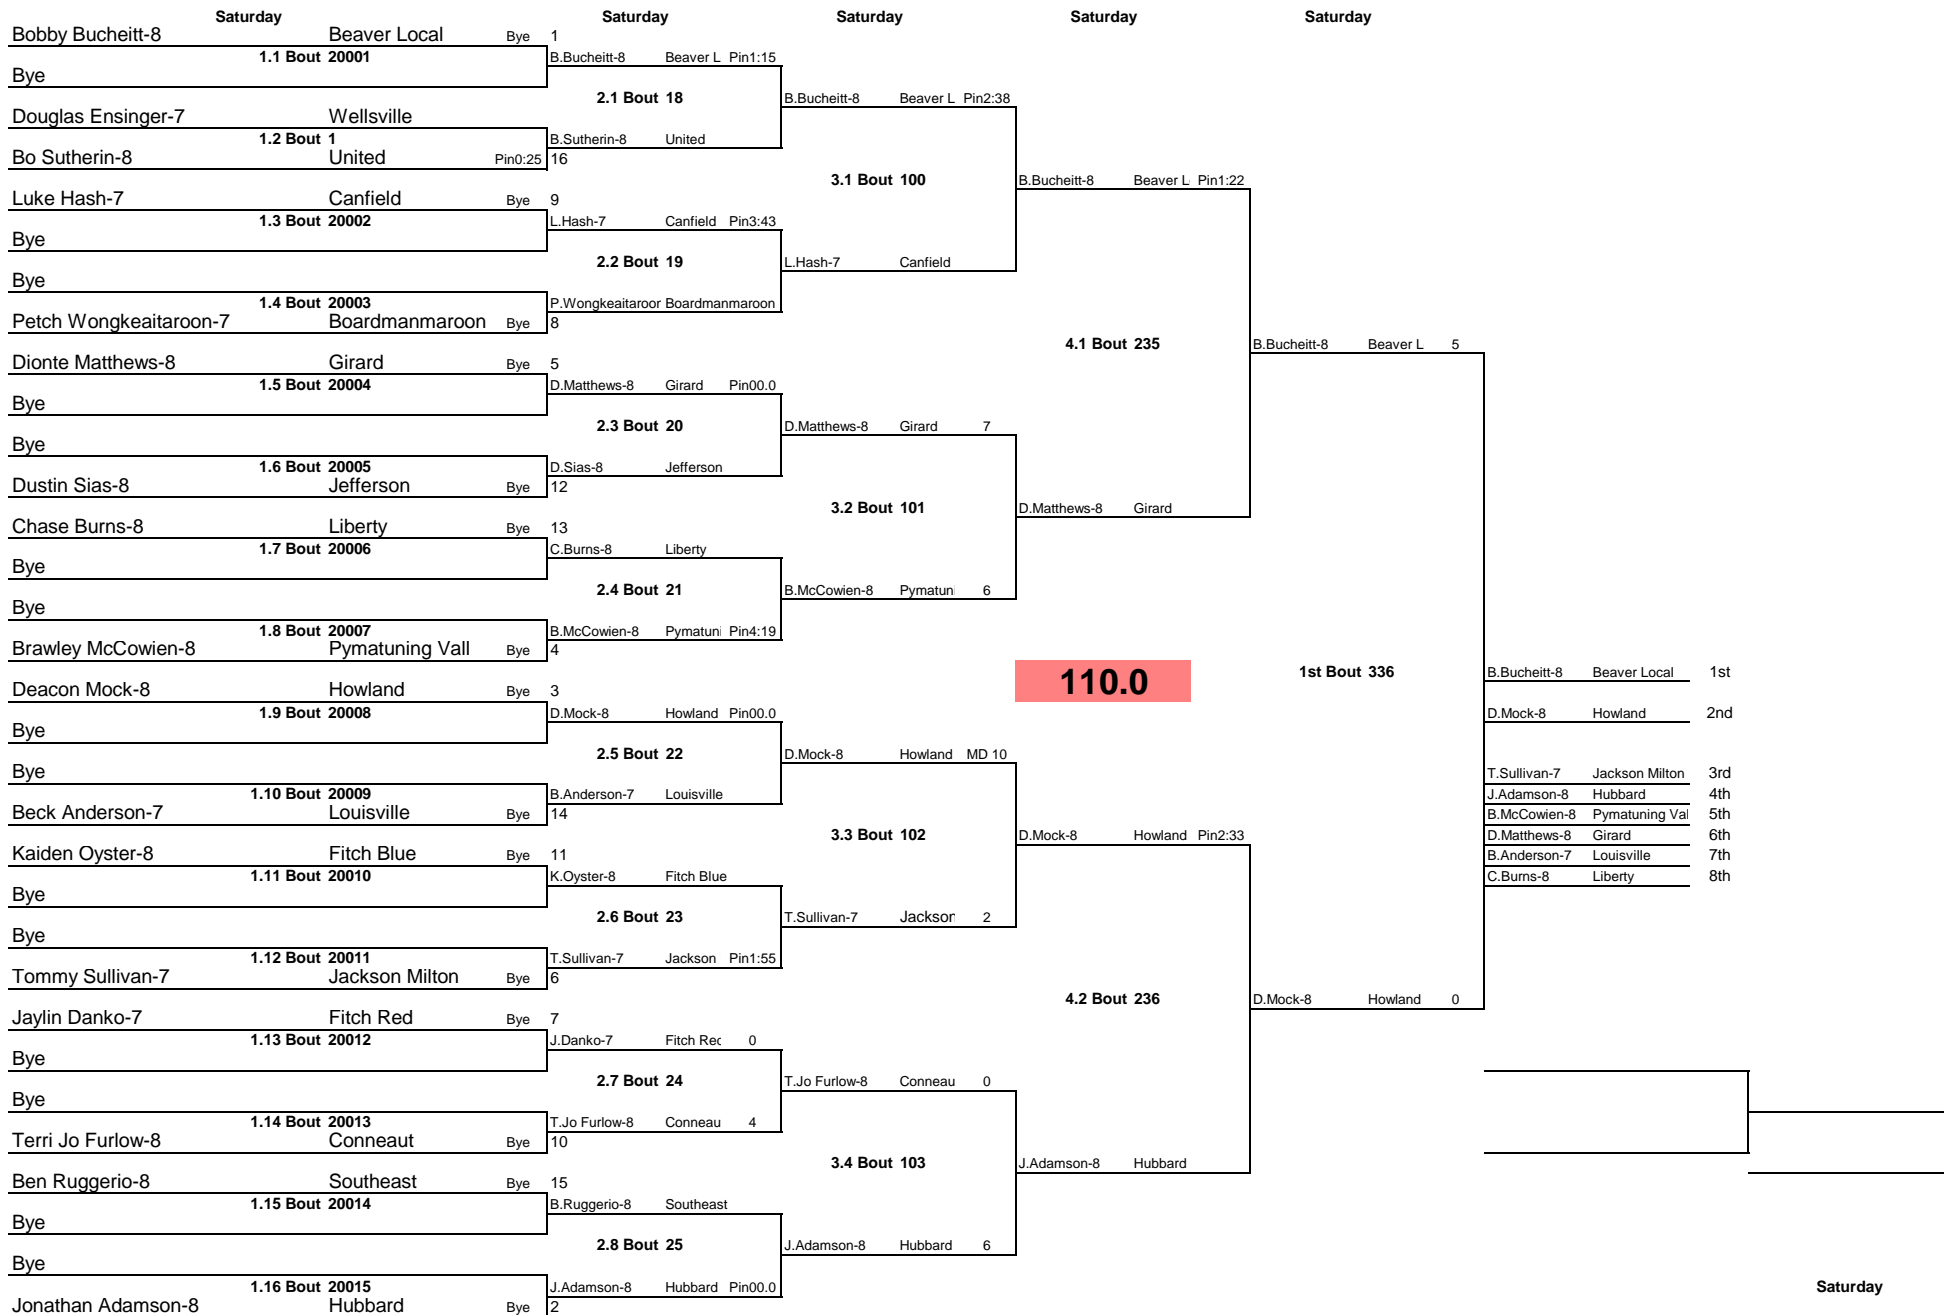 Saturday Saturday Saturday Saturday Saturday
Bobby Bucheitt-8 Beaver Local Bye 1
1.1 Bout 20001 B.Bucheitt-8 Beaver L Pin1:15
Bye
2.1 Bout 18 B.Bucheitt-8 Beaver L Pin2:38
Douglas Ensinger-7 Wellsville
1.2 Bout 1 B.Sutherin-8 United
Bo Sutherin-8 United Pin0:25 16
3.1 Bout 100 B.Bucheitt-8 Beaver L Pin1:22
Luke Hash-7 Canfield Bye 9
1.3 Bout 20002 L.Hash-7 Canfield Pin3:43
Bye
2.2 Bout 19 L.Hash-7 Canfield
Bye
1.4 Bout 20003 P.Wongkeaitaroor Boardmanmaroon
Petch Wongkeaitaroon-7 Boardmanmaroon Bye 8
4.1 Bout 235 B.Bucheitt-8 Beaver L 5
Dionte Matthews-8 Girard Bye 5
1.5 Bout 20004 D.Matthews-8 Girard Pin00.0
Bye
2.3 Bout 20 D.Matthews-8 Girard 7
Bye
1.6 Bout 20005 D.Sias-8 Jefferson
Dustin Sias-8 Jefferson Bye 12
3.2 Bout 101 D.Matthews-8 Girard
Chase Burns-8 Liberty Bye 13
1.7 Bout 20006 C.Burns-8 Liberty
Bye
2.4 Bout 21 B.McCowien-8 Pymatuni 6
Bye
1.8 Bout 20007 B.McCowien-8 Pymatuni Pin4:19
Brawley McCowien-8 Pymatuning Vall Bye 4
110.0 1st Bout 336 B.Bucheitt-8 Beaver Local 1st
Deacon Mock-8 Howland Bye 3
1.9 Bout 20008 D.Mock-8 Howland Pin00.0 D.Mock-8 Howland 2nd
Bye
2.5 Bout 22 D.Mock-8 Howland MD 10
Bye T.Sullivan-7 Jackson Milton 3rd
1.10 Bout 20009 B.Anderson-7 Louisville J.Adamson-8 Hubbard 4th
Beck Anderson-7 Louisville Bye 14 B.McCowien-8 Pymatuning Val 5th
3.3 Bout 102 D.Mock-8 Howland Pin2:33 D.Matthews-8 Girard 6th
Kaiden Oyster-8 Fitch Blue Bye 11 B.Anderson-7 Louisville 7th
1.11 Bout 20010 K.Oyster-8 Fitch Blue C.Burns-8 Liberty 8th
Bye
2.6 Bout 23 T.Sullivan-7 Jackson 2
Bye
1.12 Bout 20011 T.Sullivan-7 Jackson Pin1:55
Tommy Sullivan-7 Jackson Milton Bye 6
4.2 Bout 236 D.Mock-8 Howland 0
Jaylin Danko-7 Fitch Red Bye 7
1.13 Bout 20012 J.Danko-7 Fitch Red 0
Bye
2.7 Bout 24 T.Jo Furlow-8 Conneau 0
Bye
1.14 Bout 20013 T.Jo Furlow-8 Conneau 4
Terri Jo Furlow-8 Conneaut Bye 10
3.4 Bout 103 J.Adamson-8 Hubbard
Ben Ruggerio-8 Southeast Bye 15
1.15 Bout 20014 B.Ruggerio-8 Southeast
Bye
2.8 Bout 25 J.Adamson-8 Hubbard 6
Bye
1.16 Bout 20015 J.Adamson-8 Hubbard Pin00.0 Saturday
Jonathan Adamson-8 Hubbard Bye 2